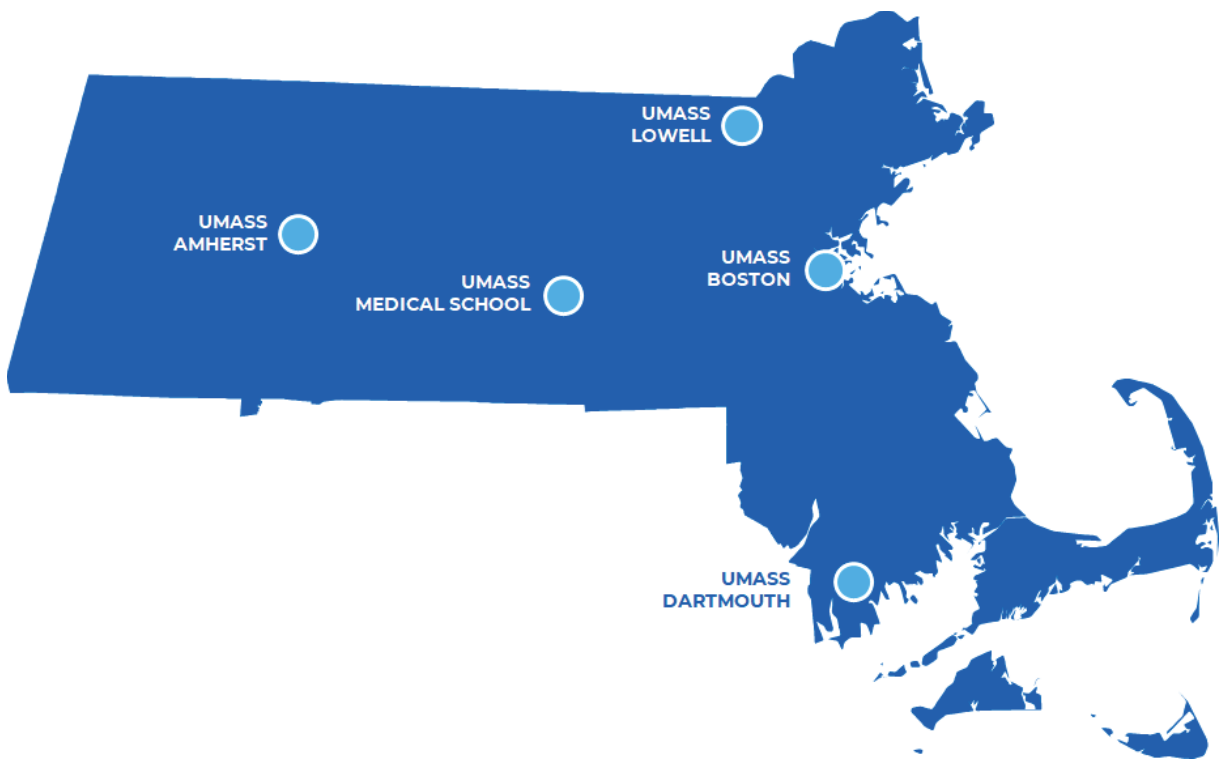 UMASS
LOWELL
UMASS
AMHERST
UMASS
BOSTON
UMASS
MEDICAL SCHOOL
UMASS
DARTMOUTH